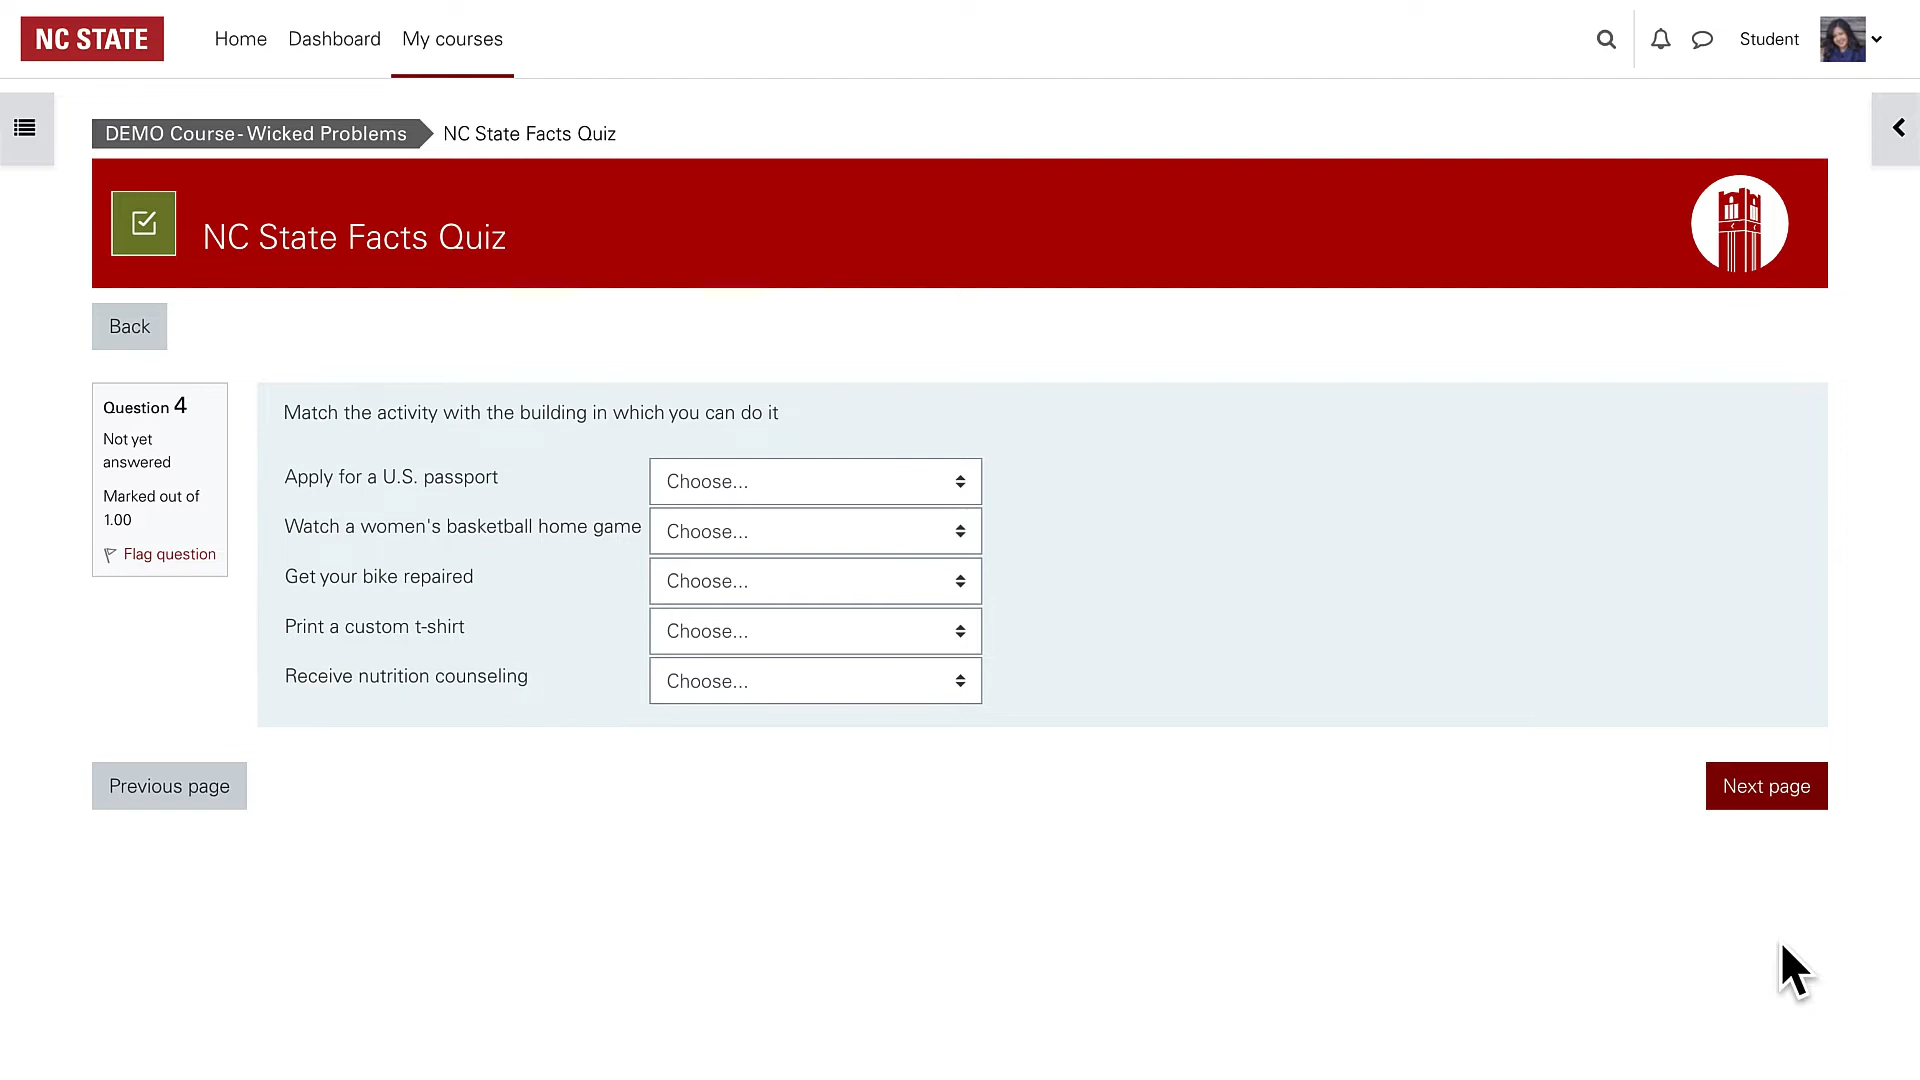 NC STATE
Home
Dashboard
My courses
Student
DEMO Course - Wicked Problems
NC State Facts Quiz
NC State Facts Quiz
Back
Question 4
Not yet
answered
Marked out of
1.00
Flag question
Match the activity with the building in which you can do it
Apply for a U.S. passport
Choose...
Watch a women's basketball home game
Choose...
Get your bike repaired
Choose...
Print a custom t-shirt
Choose...
Receive nutrition counseling
Choose...
Previous page
Next page